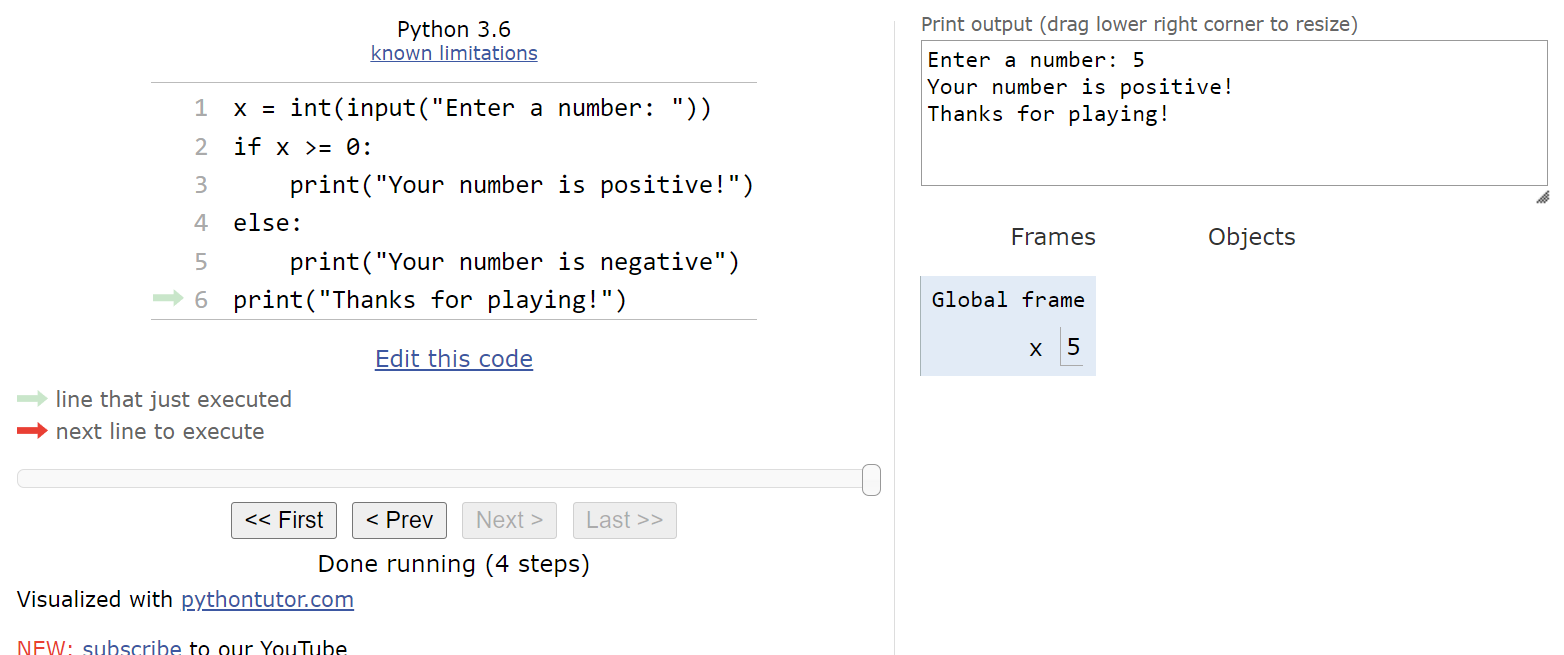 Python 3.6
known limitations
1 x = int(input("Enter a number: "))
2 if x >= 0:
3     print("Your number is positive!")
4 else:
5     print("Your number is negative")
6 print("Thanks for playing!")
Edit this code
line that just executed
next line to execute
<< First < Prev Next > Last >>
Done running (4 steps)
Visualized with pythontutor.com
NEW: subscribe to our YouTube
Print output (drag lower right corner to resize)
Enter a number: 5
Your number is positive!
Thanks for playing!
Frames Objects
Global frame
x 5